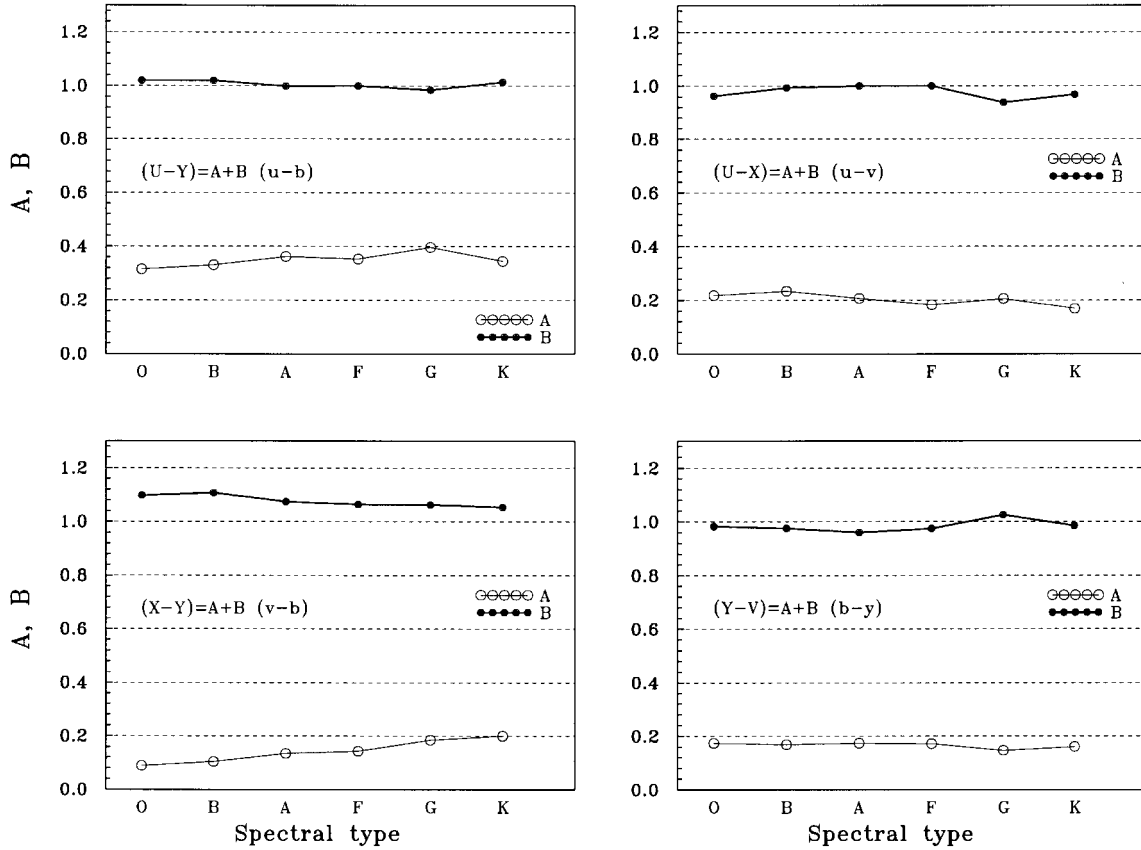 1.2
1.0
0.8
0.6
0.4
0.2
0.0
A, B
(U-Y)=A+B (u-b)
A
B
O B A F G K
1.2
1.0
0.8
0.6
0.4
0.2
0.0
(U-X)=A+B (u-v)
A
B
O B A F G K
1.2
1.0
0.8
0.6
0.4
0.2
0.0
A, B
(X-Y)=A+B (v-b)
A
B
O B A F G K
Spectral type
1.2
1.0
0.8
0.6
0.4
0.2
0.0
(Y-V)=A+B (b-y)
A
B
O B A F G K
Spectral type